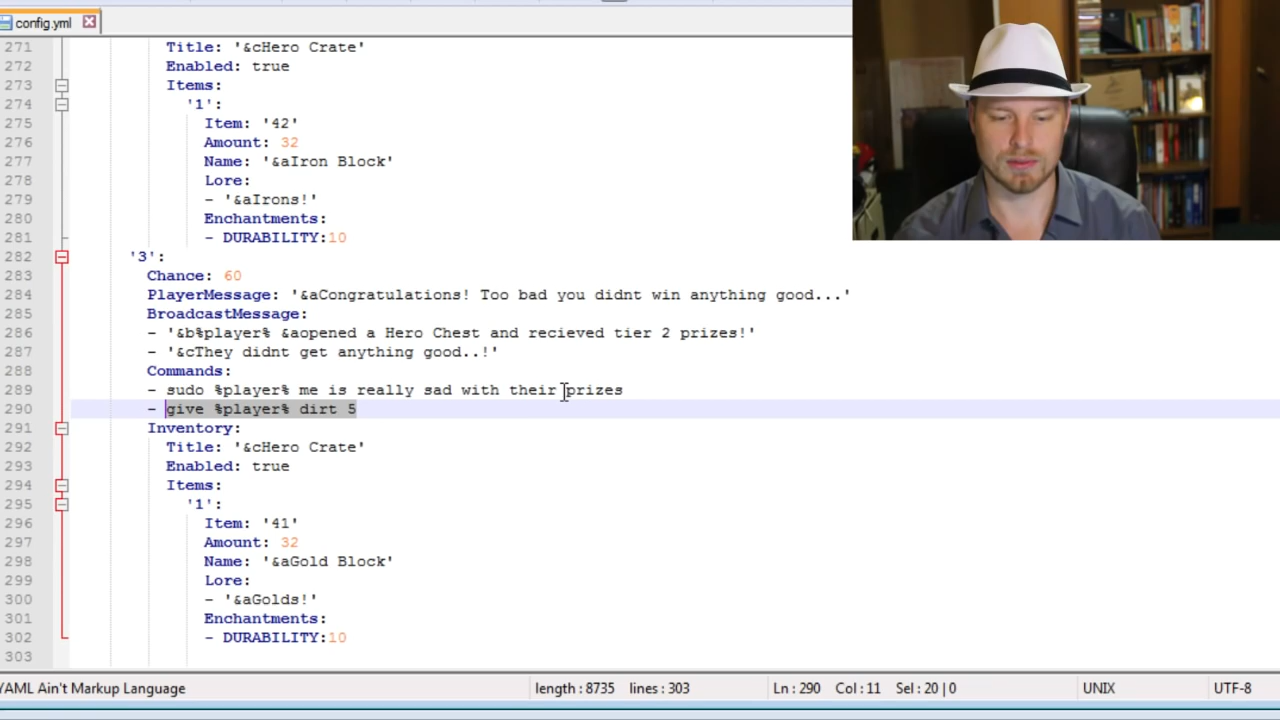 config.yml
271 Title: '&cHero Crate'
272 Enabled: true
273 Items:
274 '1':
275 Item: '42'
276 Amount: 32
277 Name: '&aIron Block'
278 Lore:
279 - '&aIrons!'
280 Enchantments:
281 - DURABILITY:10
282 '3':
283 Chance: 60
284 PlayerMessage: '&aCongratulations! Too bad you didnt win anything good...'
285 BroadcastMessage:
286 - '&b%player% &aopened a Hero Chest and recieved tier 2 prizes!'
287 - '&cThey didnt get anything good..!'
288 Commands:
289 - sudo %player% me is really sad with their prizes
290 - give %player% dirt 5
291 Inventory:
292 Title: '&cHero Crate'
293 Enabled: true
294 Items:
295 '1':
296 Item: '41'
297 Amount: 32
298 Name: '&aGold Block'
299 Lore:
300 - '&aGolds!'
301 Enchantments:
302 - DURABILITY:10
303
YAML Ain't Markup Language length : 8735 lines : 303 Ln : 290 Col : 11 Sel : 20 | 0 UNIX UTF-8